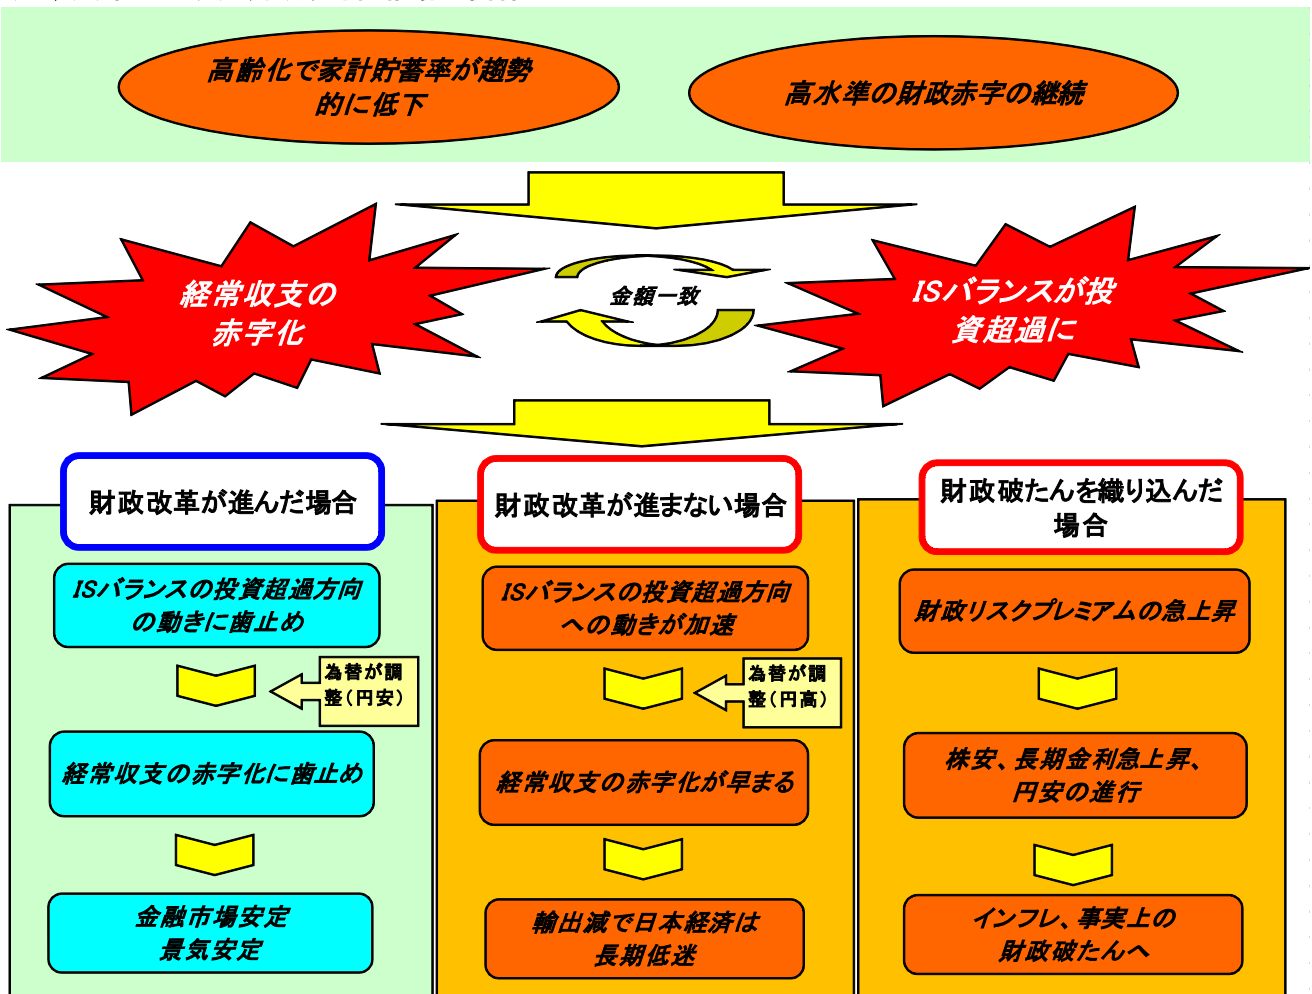 高齢化で家計貯蓄率が趨勢
的に低下
高水準の財政赤字の継続
経常収支の
赤字化
金額一致
ISバランスが投
資超過に
財政改革が進んだ場合
ISバランスの投資超過方向
の動きに歯止め
為替が調
整(円安)
経常収支の赤字化に歯止め
金融市場安定
景気安定
財政改革が進まない場合
ISバランスの投資超過方向
への動きが加速
為替が調
整(円高)
経常収支の赤字化が早まる
輸出減で日本経済は
長期低迷
財政破たんを織り込んだ
場合
財政リスクプレミアムの急上昇
株安、長期金利急上昇、
円安の進行
インフレ、事実上の
財政破たんへ